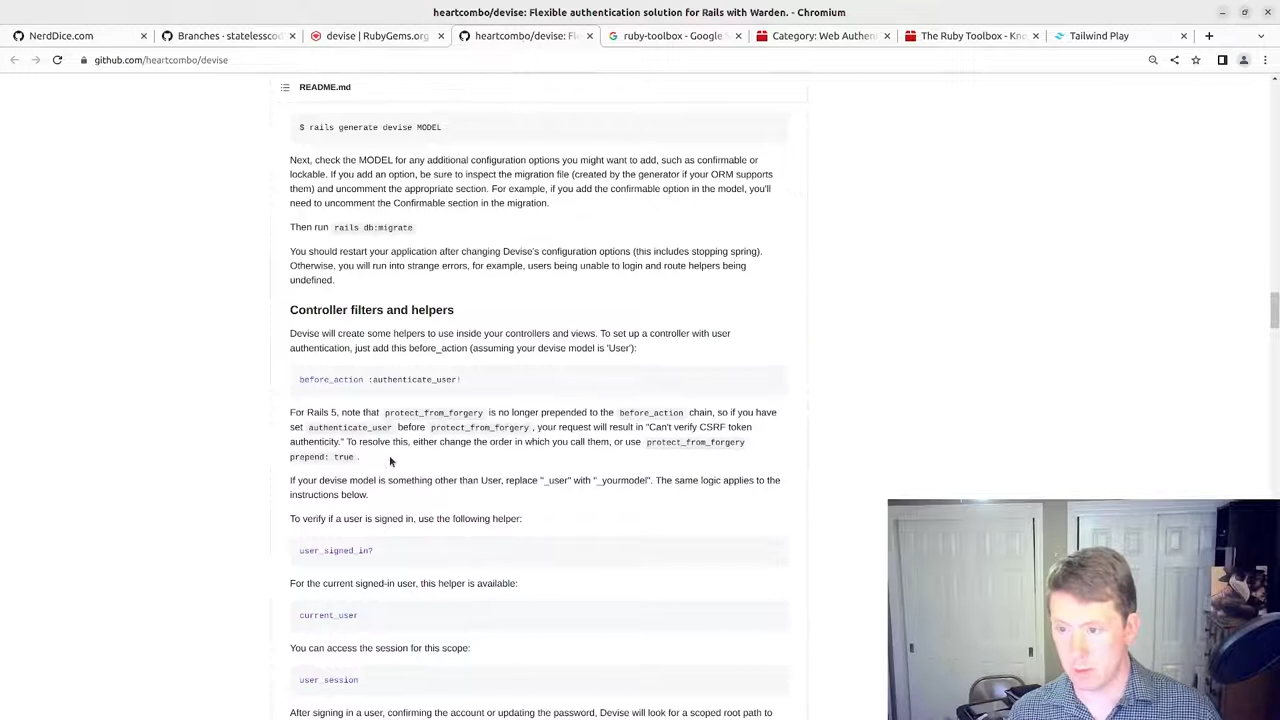 heartcombo/devise: Flexible authentication solution for Rails with Warden. - Chromium
NerdDice.com
Branches · statelesscod
devise | RubyGems.org
heartcombo/devise: Fle
ruby-toolbox - Google S
Category: Web Authent
The Ruby Toolbox - Kno
Tailwind Play
github.com/heartcombo/devise
README.md
$ rails generate devise MODEL
Next, check the MODEL for any additional configuration options you might want to add, such as confirmable or
lockable. If you add an option, be sure to inspect the migration file (created by the generator if your ORM supports
them) and uncomment the appropriate section. For example, if you add the confirmable option in the model, you'll
need to uncomment the Confirmable section in the migration.
Then run rails db:migrate
You should restart your application after changing Devise's configuration options (this includes stopping spring).
Otherwise, you will run into strange errors, for example, users being unable to login and route helpers being
undefined.
Controller filters and helpers
Devise will create some helpers to use inside your controllers and views. To set up a controller with user
authentication, just add this before_action (assuming your devise model is 'User'):
before_action :authenticate_user!
For Rails 5, note that protect_from_forgery is no longer prepended to the before_action chain, so if you have
set authenticate_user before protect_from_forgery, your request will result in "Can't verify CSRF token
authenticity." To resolve this, either change the order in which you call them, or use protect_from_forgery
prepend: true.
If your devise model is something other than User, replace "_user" with "_yourmodel". The same logic applies to the
instructions below.
To verify if a user is signed in, use the following helper:
user_signed_in?
For the current signed-in user, this helper is available:
current_user
You can access the session for this scope:
user_session
After signing in a user, confirming the account or updating the password, Devise will look for a scoped root path to